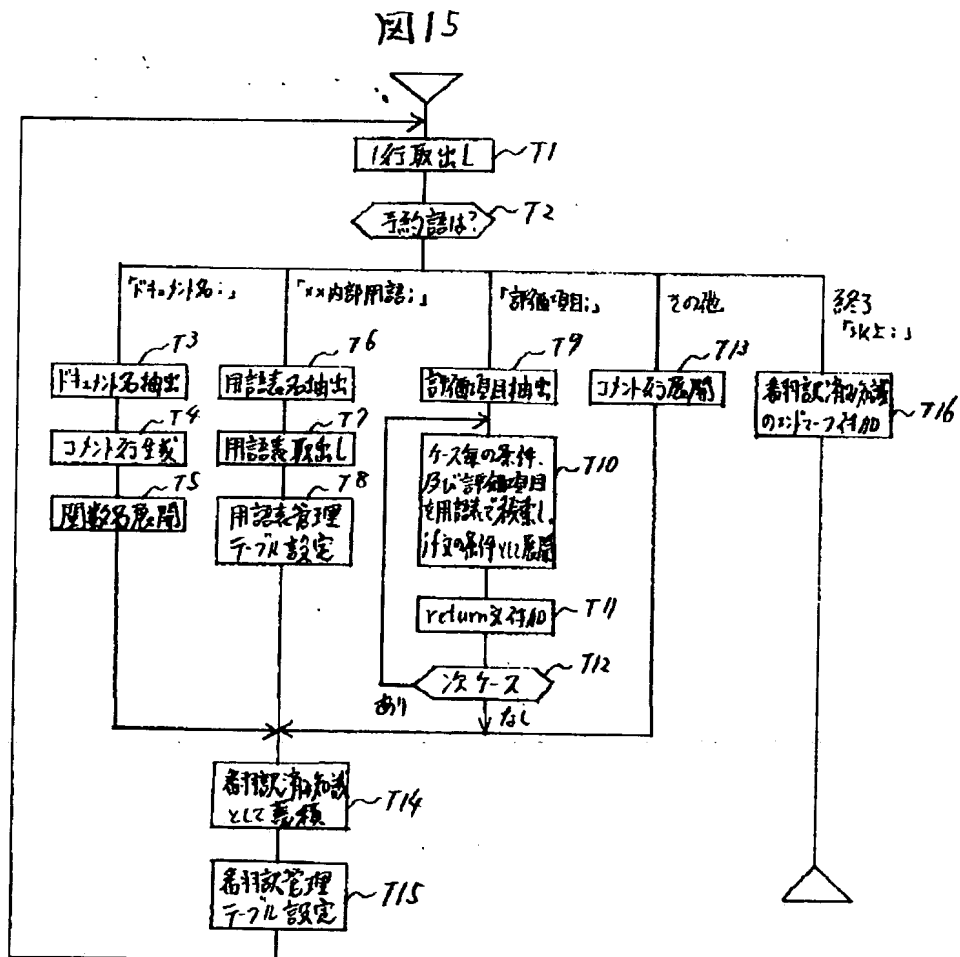 図15
1行取出し
T1
予約語は?
T2
「ドキュメント名:」
「××内部用語:」
「評価項目:」
その他
終了
「以上:」
T3
ドキュメント名抽出
T4
コメント行生成
T5
関数名展開
T6
用語表名抽出
T7
用語表取出し
T8
用語表管理
テーブル設定
T9
評価項目抽出
T10
ケース毎の条件、
及び評価項目
を用語表で検索し、
if文の条件として展開
T11
return文付加
T12
次ケース
あり
なし
T13
コメント行展開
T16
翻訳済み知識
のエンドマーク付加
T14
翻訳済み知識
として蓄積
T15
翻訳管理
テーブル設定